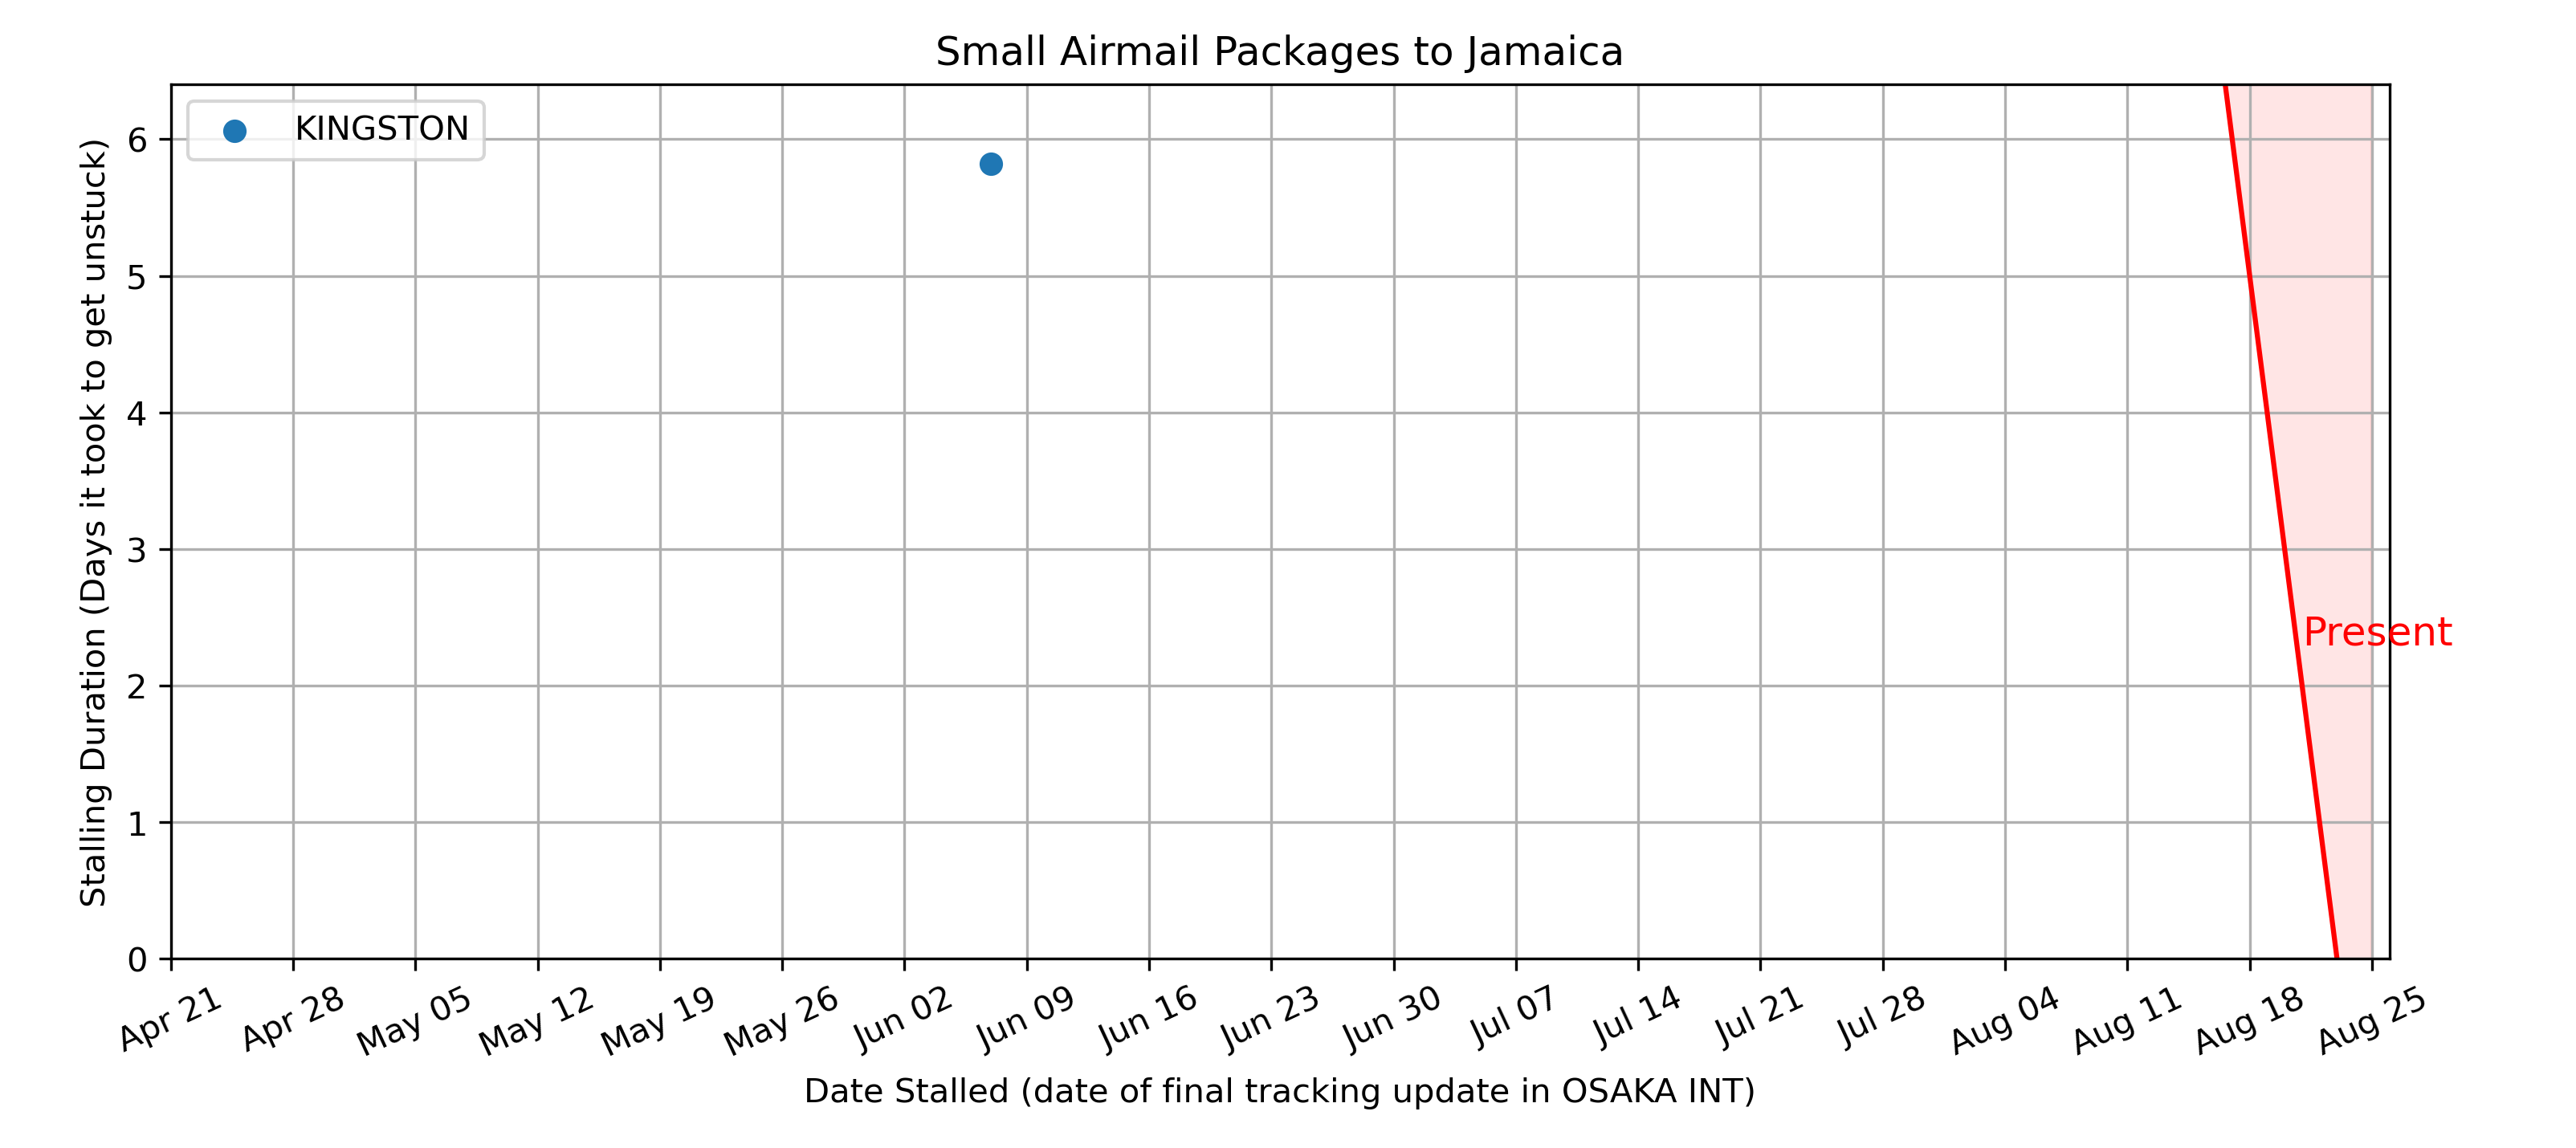 Small Airmail Packages to Jamaica
KINGSTON
Stalling Duration (Days it took to get unstuck)
6
5
4
3
2
1
0
Present
Apr 21 Apr 28 May 05 May 12 May 19 May 26 Jun 02 Jun 09 Jun 16 Jun 23 Jun 30 Jul 07 Jul 14 Jul 21 Jul 28 Aug 04 Aug 11 Aug 18 Aug 25
Date Stalled (date of final tracking update in OSAKA INT)